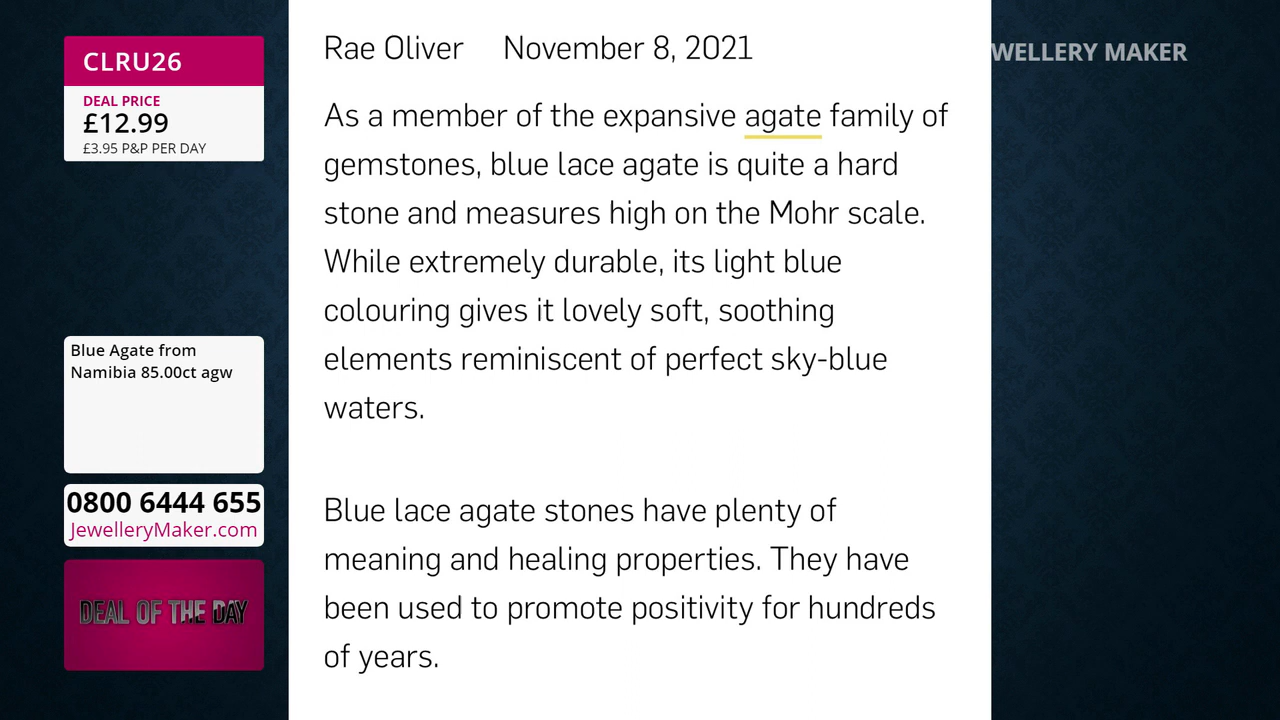 CLRU26
DEAL PRICE
£12.99
£3.95 P&P PER DAY
Blue Agate from
Namibia 85.00ct agw
0800 6444 655
JewelleryMaker.com
DEAL OF THE DAY
Rae Oliver November 8, 2021
As a member of the expansive agate family of
gemstones, blue lace agate is quite a hard
stone and measures high on the Mohr scale.
While extremely durable, its light blue
colouring gives it lovely soft, soothing
elements reminiscent of perfect sky-blue
waters.
Blue lace agate stones have plenty of
meaning and healing properties. They have
been used to promote positivity for hundreds
of years.
WELLERY MAKER